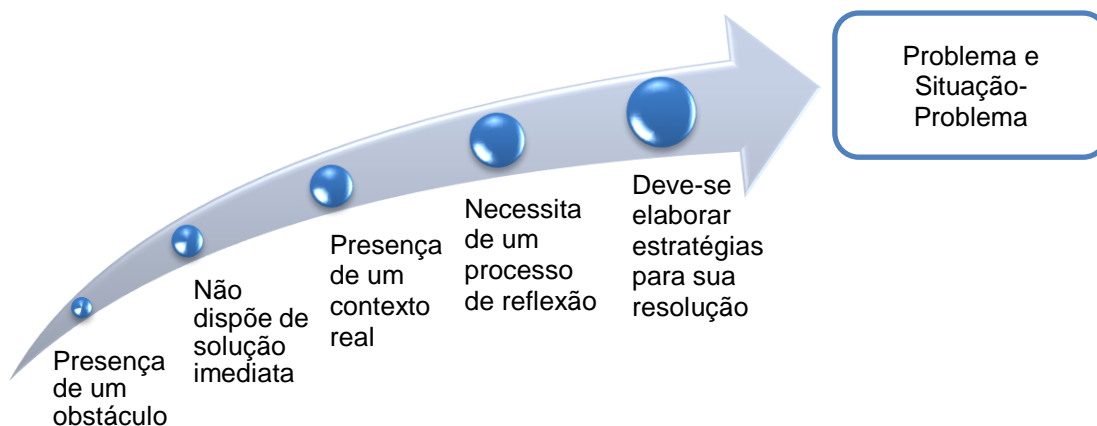 Presença
de um
obstáculo
Não
dispõe de
solução
imediata
Presença
de um
contexto
real
Necessita
de um
processo
de reflexão
Deve-se
elaborar
estratégias
para sua
resolução
Problema e
Situação-
Problema